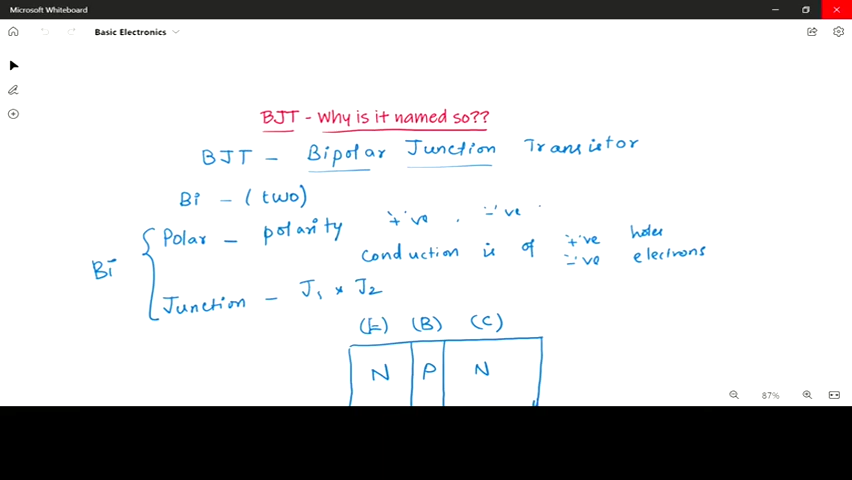 Microsoft Whiteboard
Basic Electronics
BJT - Why is it named so??
BJT - Bipolar Junction Transistor
Bi - (two)
Polar - polarity +'ve , -'ve
conduction is of +'ve holes
-'ve electrons
Bi
Junction - J1 & J2
(E) (B) (C)
N P N
87%